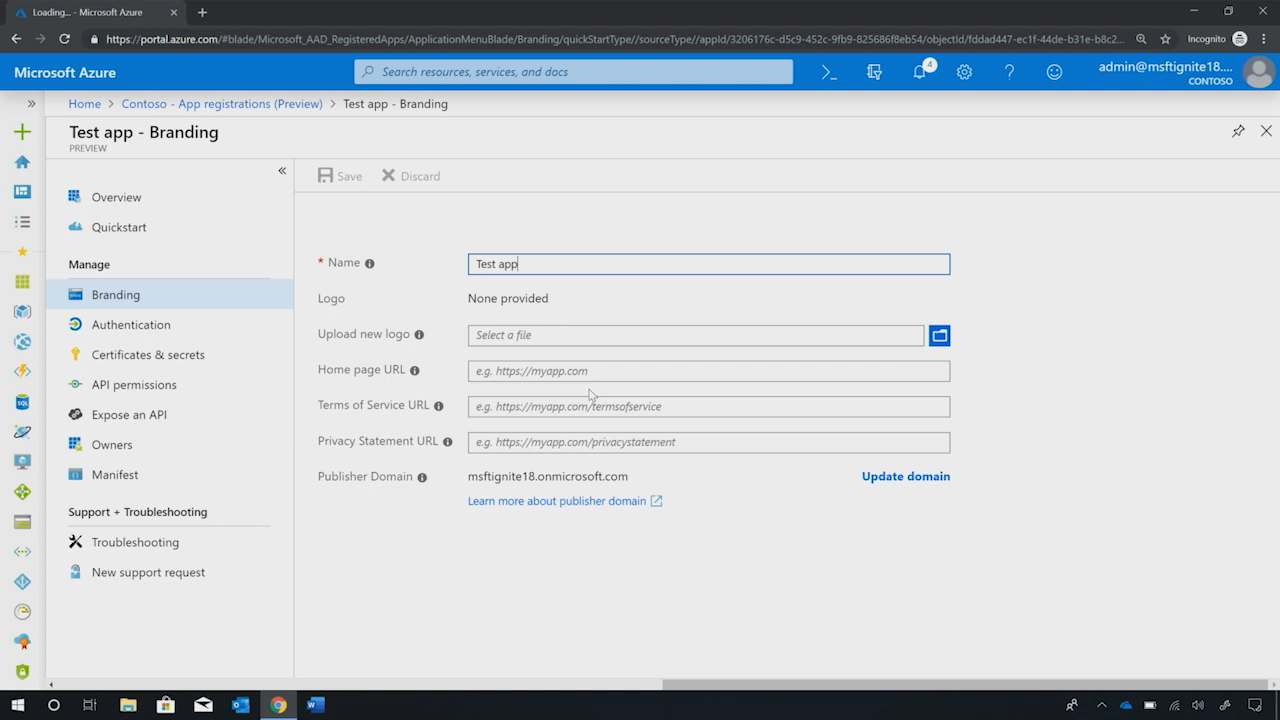 Loading... - Microsoft Azure
https://portal.azure.com/#blade/Microsoft_AAD_RegisteredApps/ApplicationMenuBlade/Branding/quickStartType//sourceType//appId/3206176c-d5c9-452c-9fb9-825686f8eb54/objectId/fddad447-ec1f-44de-b31e-b8c2...
Incognito
Microsoft Azure
Search resources, services, and docs
4
admin@msftignite18....
CONTOSO
Home > Contoso - App registrations (Preview) > Test app - Branding
Test app - Branding
PREVIEW
Save
Discard
Overview
Quickstart
Manage
Branding
Authentication
Certificates & secrets
API permissions
Expose an API
Owners
Manifest
Support + Troubleshooting
Troubleshooting
New support request
* Name
Test app
Logo
None provided
Upload new logo
Select a file
Home page URL
e.g. https://myapp.com
Terms of Service URL
e.g. https://myapp.com/termsofservice
Privacy Statement URL
e.g. https://myapp.com/privacystatement
Publisher Domain
msftignite18.onmicrosoft.com
Update domain
Learn more about publisher domain